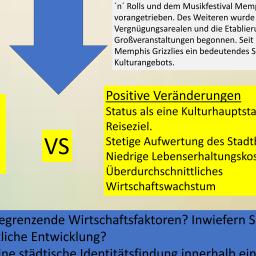 ´n` Rolls und dem Musikfestival Memp
vorangetrieben. Des Weiteren wurde
Vergnügungsarealen und die Etablieru
Großveranstaltungen begonnen. Seit
Memphis Grizzlies ein bedeutendes S
Kulturangebots.
Positive Veränderungen
Status als eine Kulturhauptsta
Reiseziel.
Stetige Aufwertung des Stadtb
Niedrige Lebenserhaltungskos
Überdurchschnittliches
Wirtschaftswachstum
VS
egrenzende Wirtschaftsfaktoren? Inwiefern S
tliche Entwicklung?
ine städtische Identitätsfindung innerhalb ein